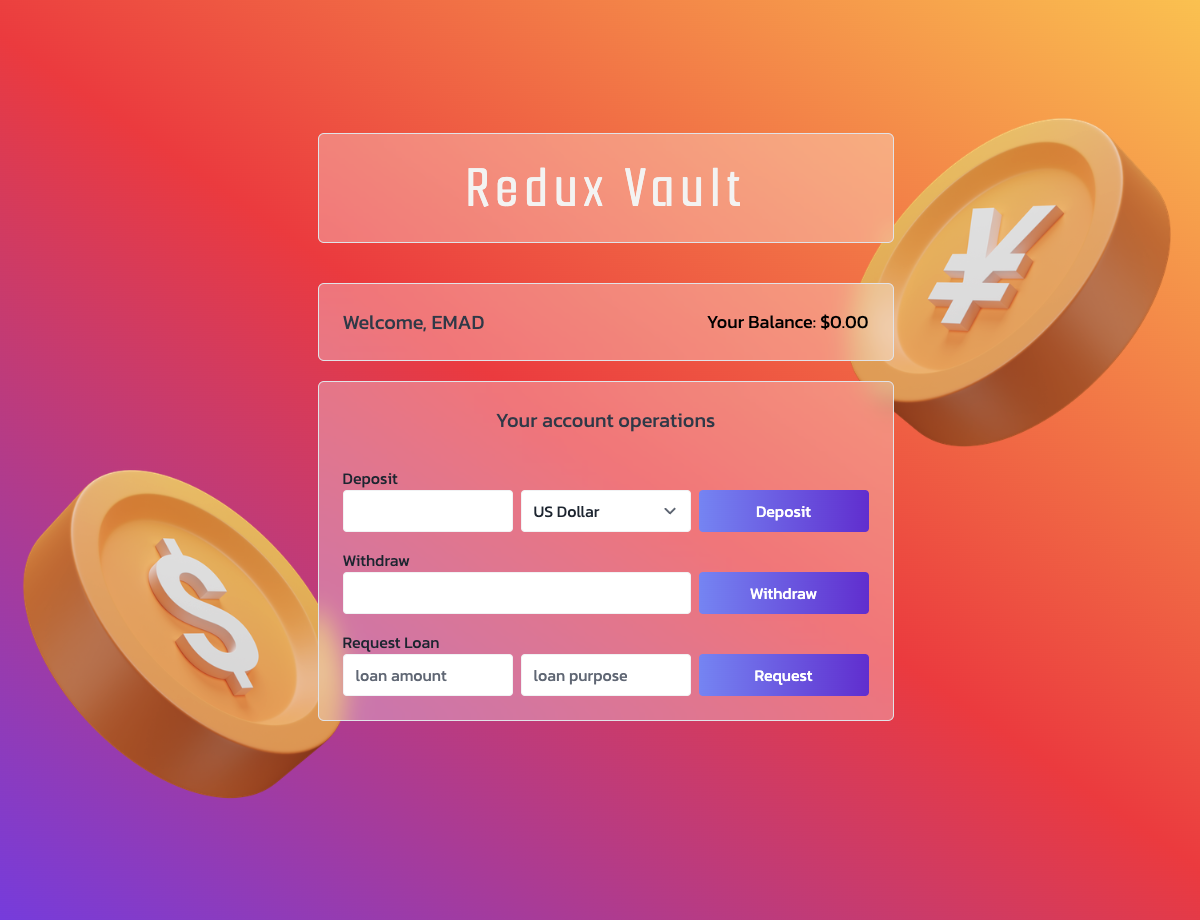 Redux Vault
Welcome, EMAD
Your Balance: $0.00
Your account operations
Deposit
US Dollar
Deposit
Withdraw
Withdraw
Request Loan
loan amount
loan purpose
Request
¥
$